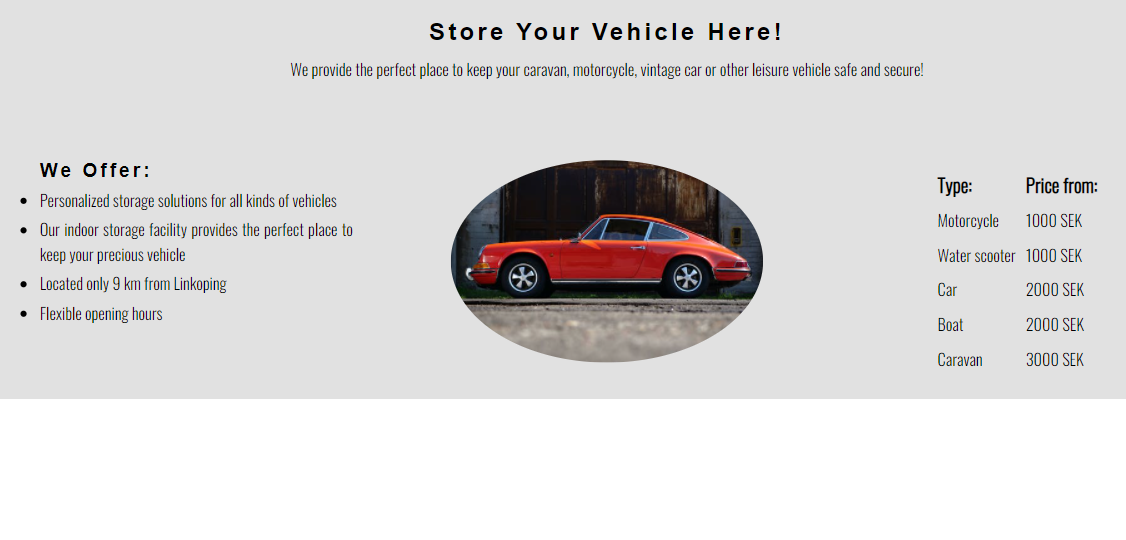 Store Your Vehicle Here!
We provide the perfect place to keep your caravan, motorcycle, vintage car or other leisure vehicle safe and secure!
We Offer:
Personalized storage solutions for all kinds of vehicles
Our indoor storage facility provides the perfect place to
keep your precious vehicle
Located only 9 km from Linkoping
Flexible opening hours
Type: Price from:
Motorcycle 1000 SEK
Water scooter 1000 SEK
Car 2000 SEK
Boat 2000 SEK
Caravan 3000 SEK